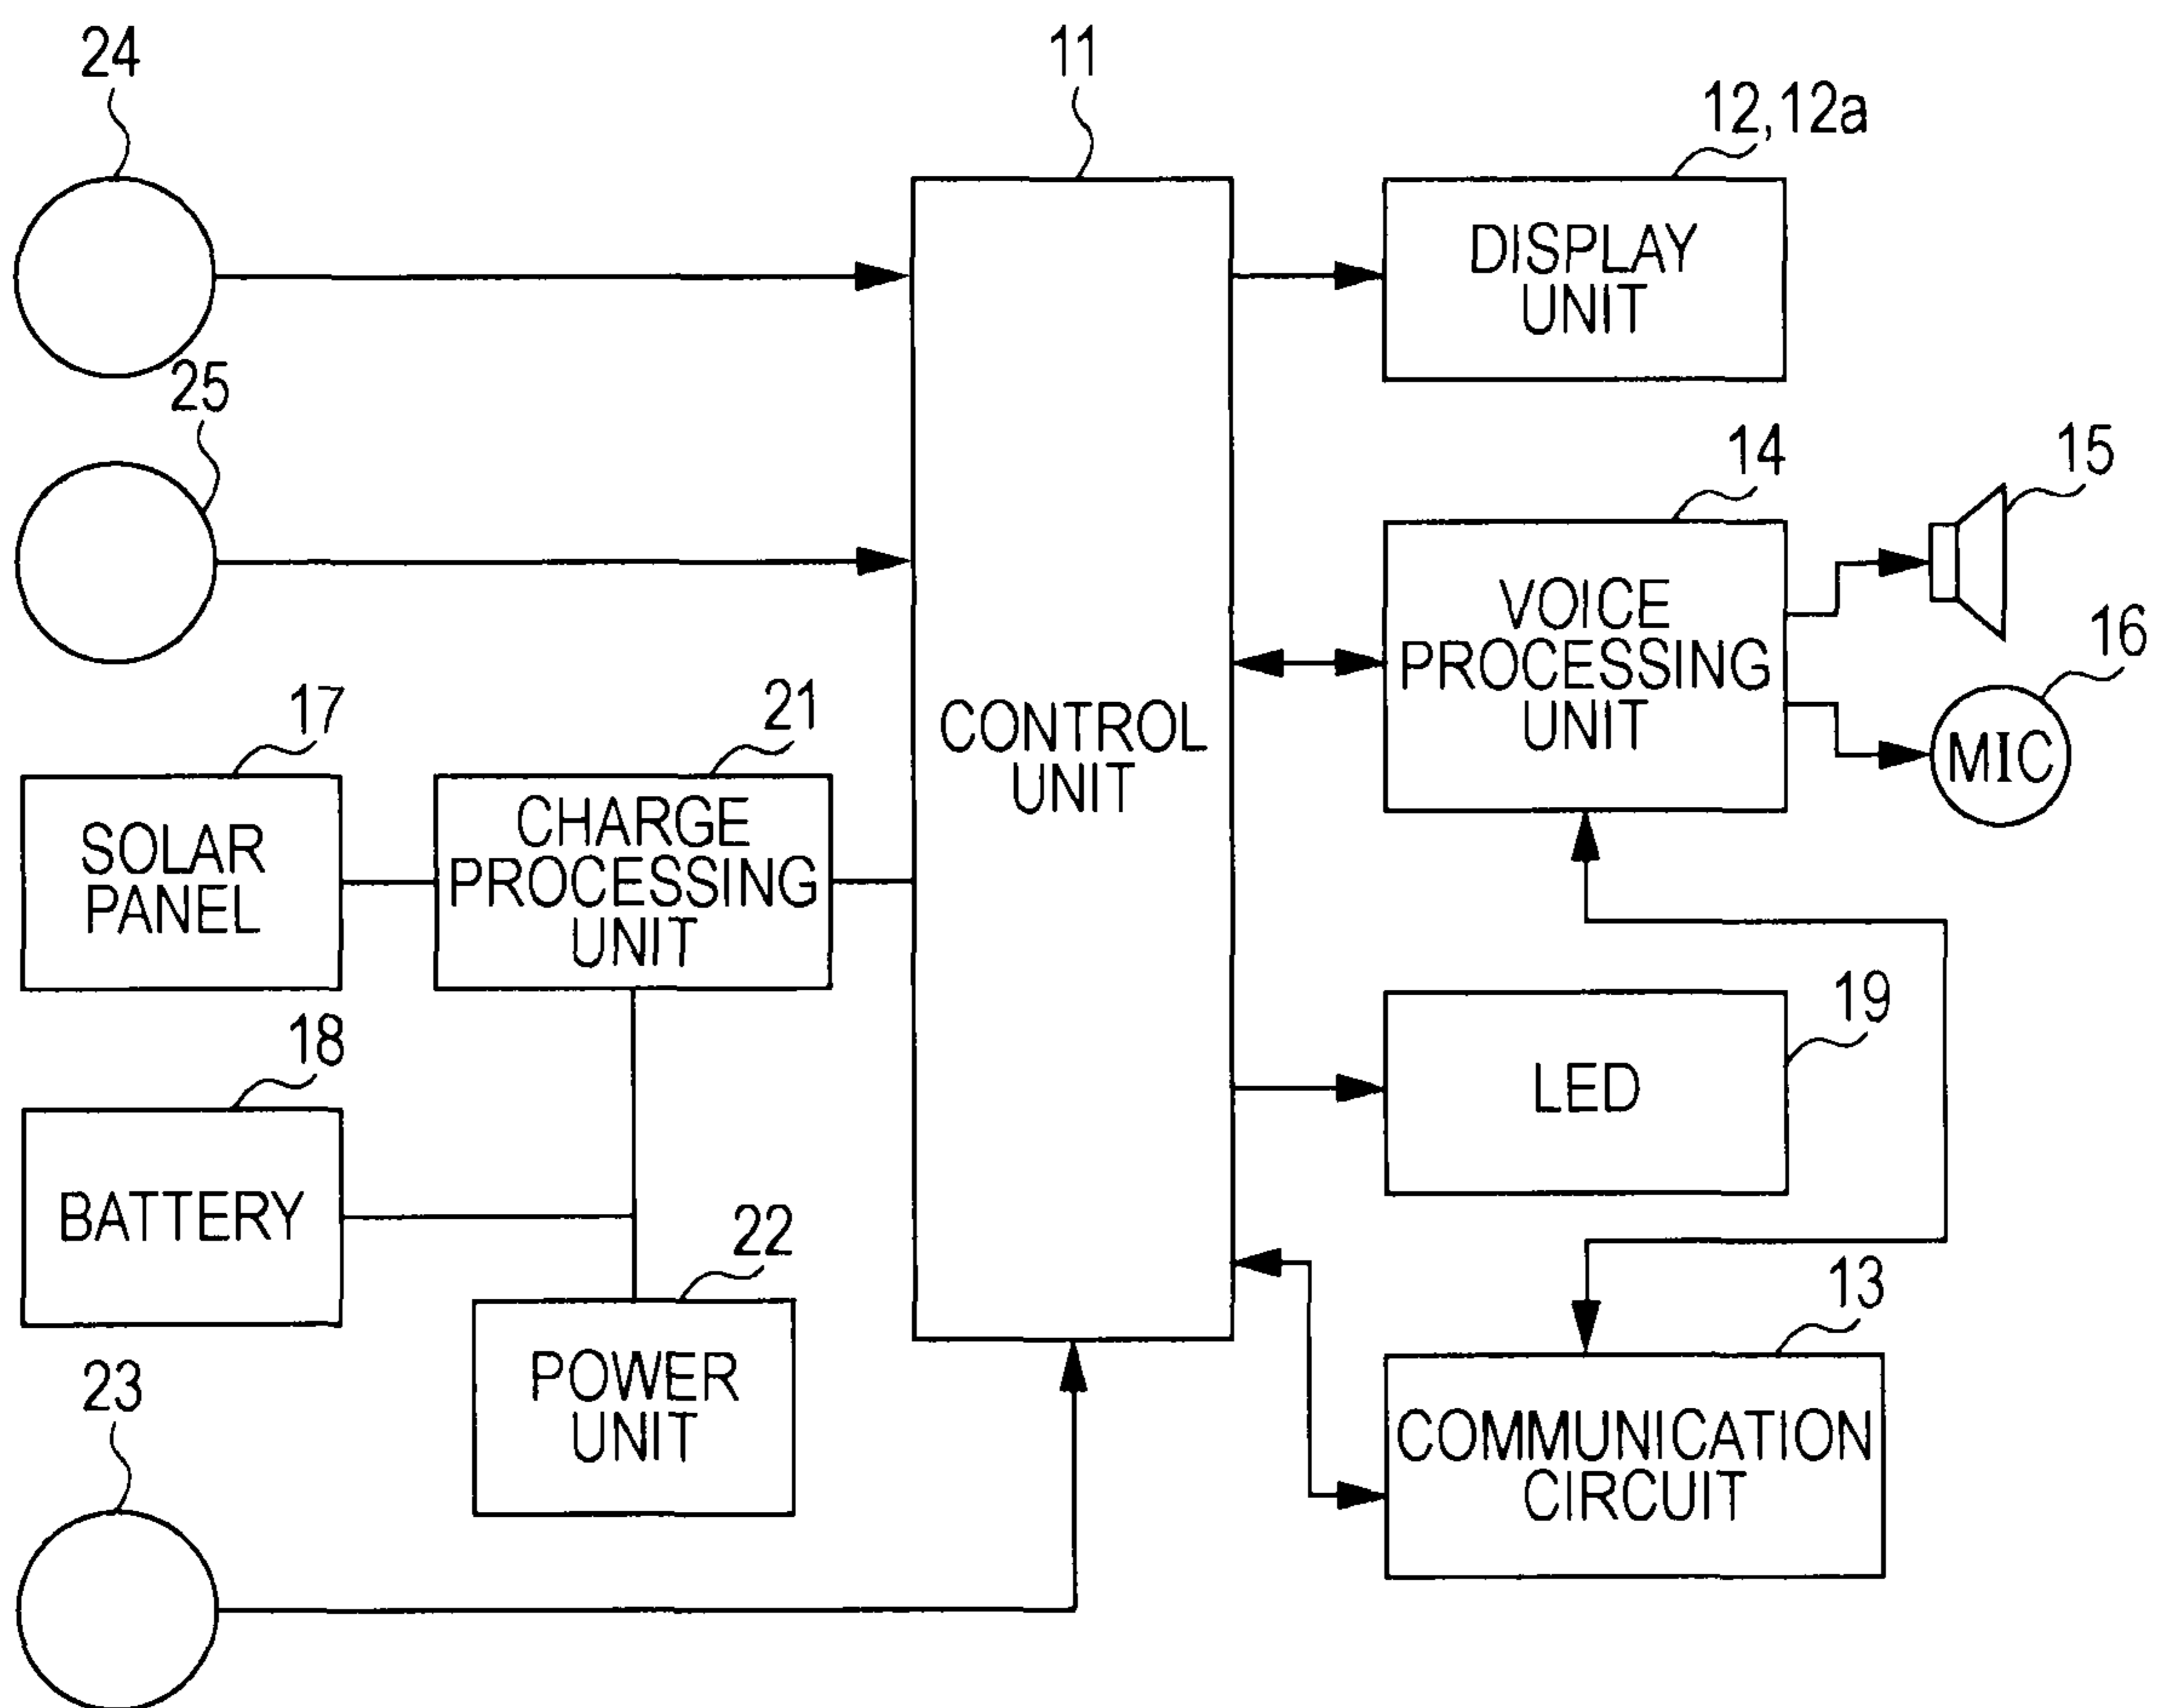 24
11
12,12a
DISPLAY
UNIT
25
14
15
VOICE
PROCESSING
UNIT
16
MIC
17
21
CONTROL
UNIT
SOLAR
PANEL
CHARGE
PROCESSING
UNIT
19
LED
18
BATTERY
22
POWER
UNIT
13
COMMUNICATION
CIRCUIT
23